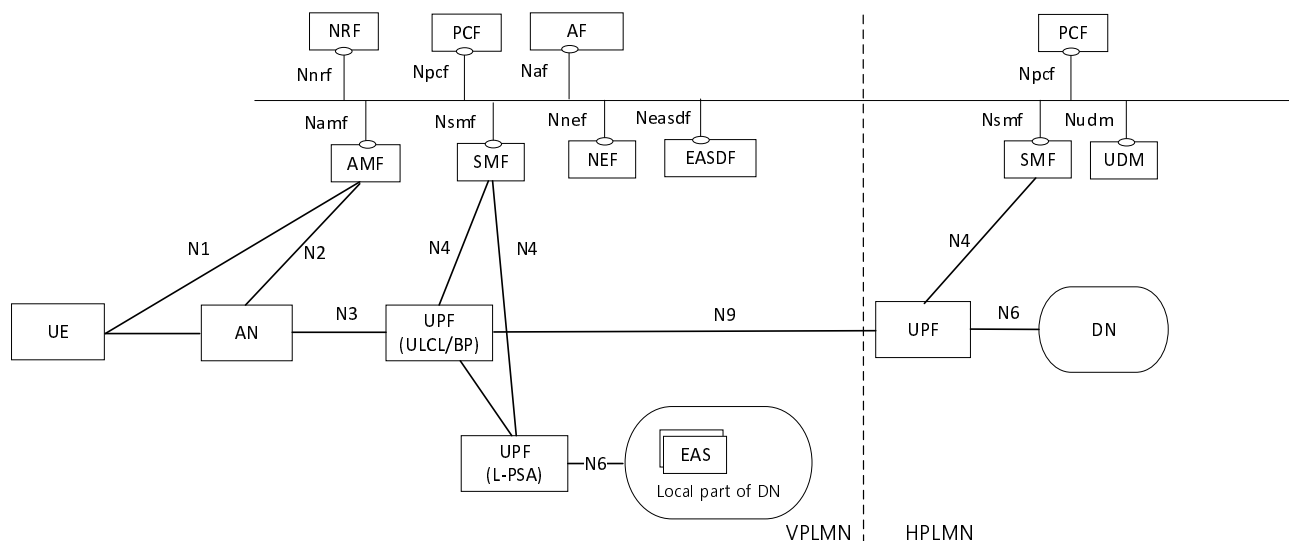 NRF
PCF
AF
PCF
Nnrf
Npcf
Naf
Npcf
Namf
Nsmf
Nnef
Neasdf
Nsmf
Nudm
AMF
SMF
NEF
EASDF
SMF
UDM
N1
N2
N4
N4
N4
UE
AN
N3
UPF
(ULCL/BP)
N9
UPF
N6
DN
UPF
(L-PSA)
N6
EAS
Local part of DN
VPLMN
HPLMN